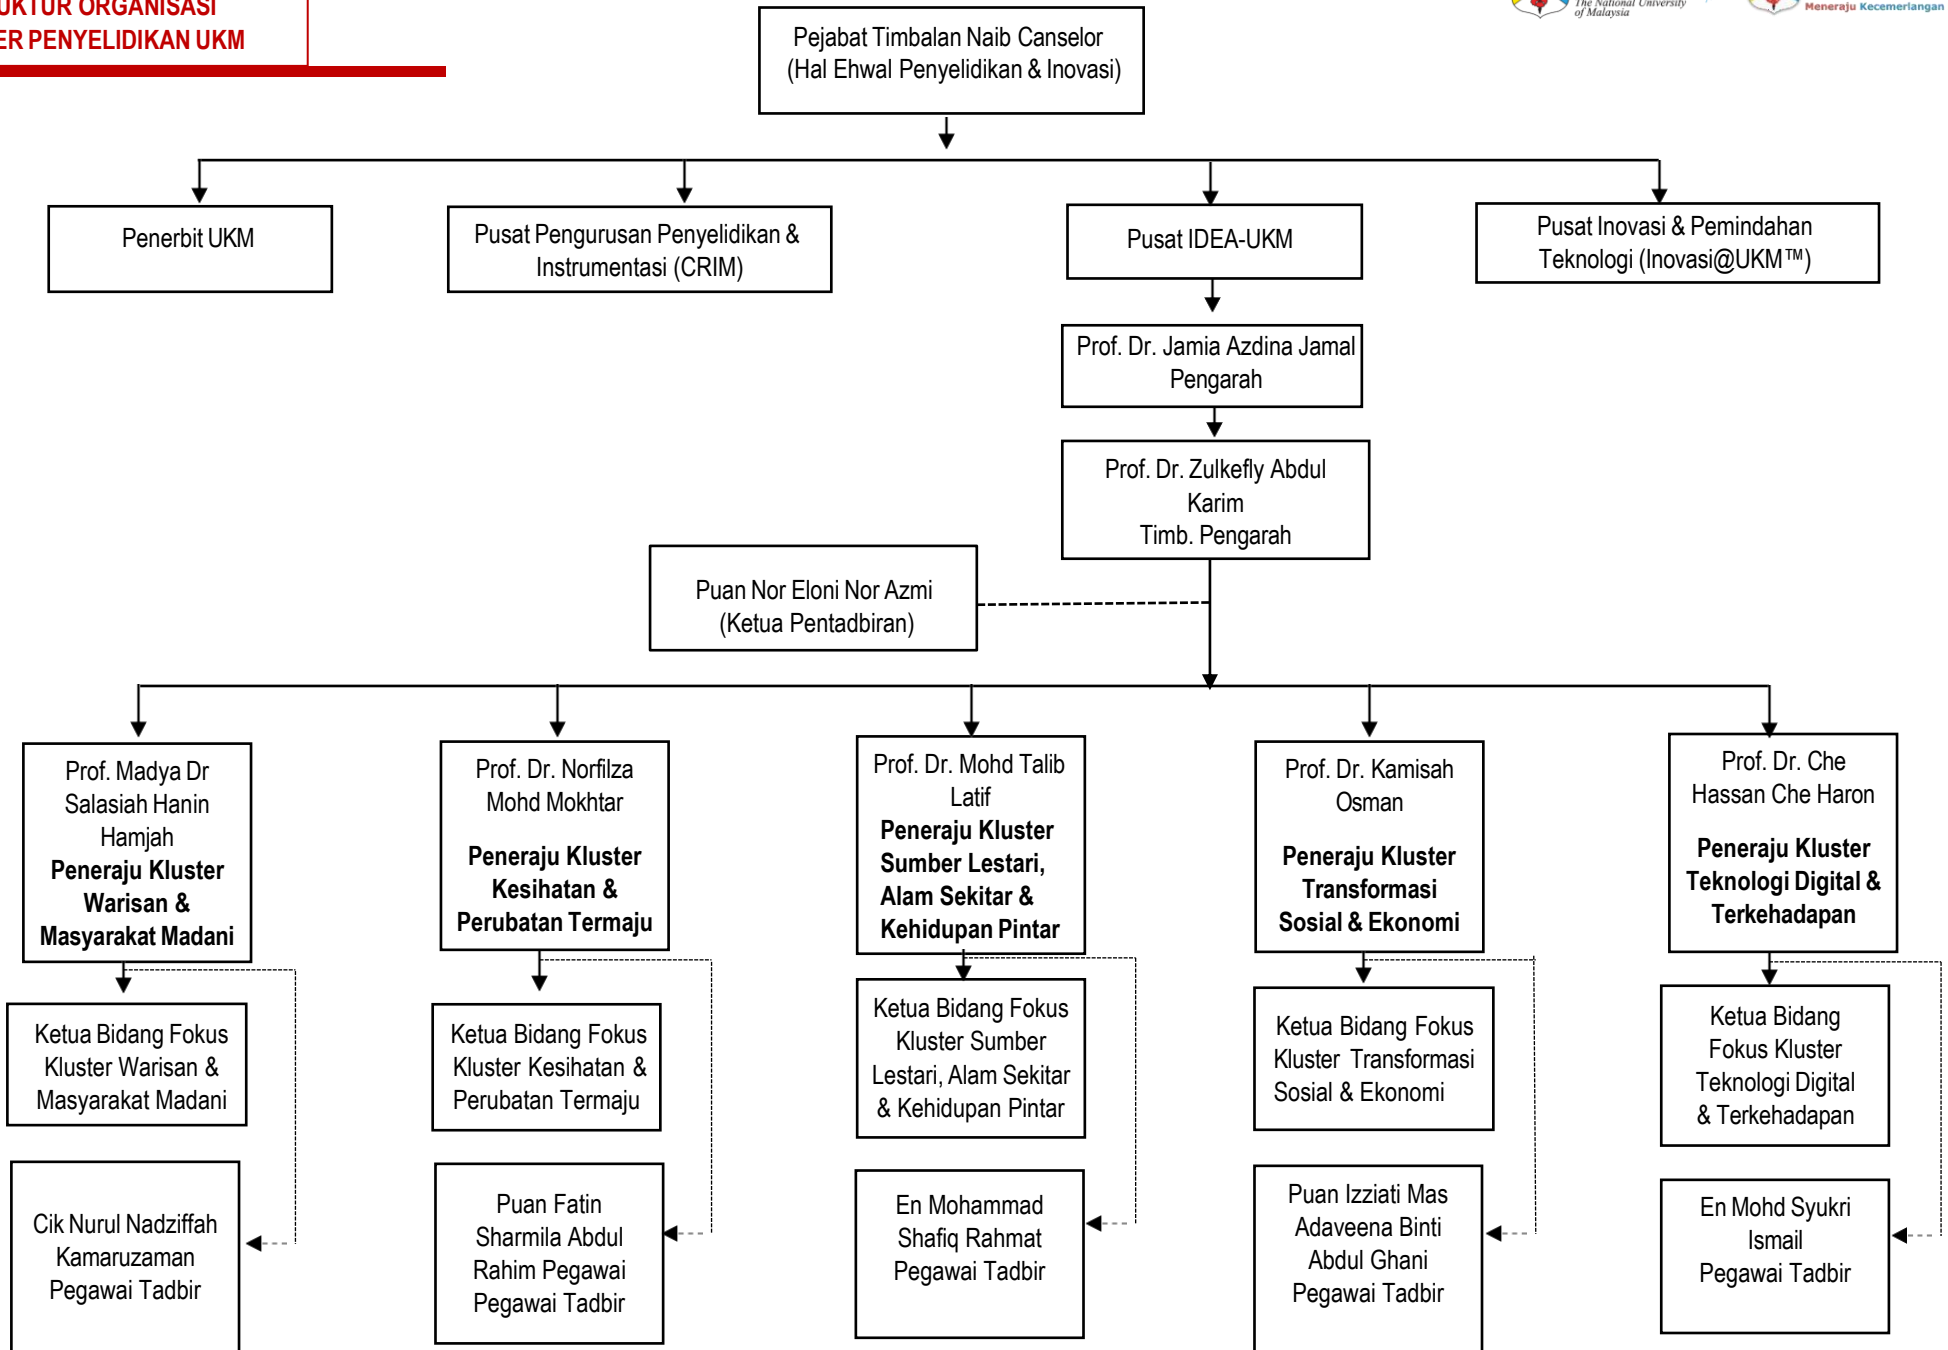 UKTUR ORGANISASI
ER PENYELIDIKAN UKM
The National University
of Malaysia
Meneraju Kecemerlangan
Pejabat Timbalan Naib Canselor
(Hal Ehwal Penyelidikan & Inovasi)
Penerbit UKM
Pusat Pengurusan Penyelidikan &
Instrumentasi (CRIM)
Pusat IDEA-UKM
Pusat Inovasi & Pemindahan
Teknologi (Inovasi@UKM™)
Prof. Dr. Jamia Azdina Jamal
Pengarah
Prof. Dr. Zulkefly Abdul
Karim
Timb. Pengarah
Puan Nor Eloni Nor Azmi
(Ketua Pentadbiran)
Prof. Madya Dr
Salasiah Hanin
Hamjah
Peneraju Kluster
Warisan &
Masyarakat Madani
Prof. Dr. Norfilza
Mohd Mokhtar
Peneraju Kluster
Kesihatan &
Perubatan Termaju
Prof. Dr. Mohd Talib
Latif
Peneraju Kluster
Sumber Lestari,
Alam Sekitar &
Kehidupan Pintar
Prof. Dr. Kamisah
Osman
Peneraju Kluster
Transformasi
Sosial & Ekonomi
Prof. Dr. Che
Hassan Che Haron
Peneraju Kluster
Teknologi Digital &
Terkehadapan
Ketua Bidang Fokus
Kluster Warisan &
Masyarakat Madani
Ketua Bidang Fokus
Kluster Kesihatan &
Perubatan Termaju
Ketua Bidang Fokus
Kluster Sumber
Lestari, Alam Sekitar
& Kehidupan Pintar
Ketua Bidang Fokus
Kluster Transformasi
Sosial & Ekonomi
Ketua Bidang
Fokus Kluster
Teknologi Digital
& Terkehadapan
Cik Nurul Nadziffah
Kamaruzaman
Pegawai Tadbir
Puan Fatin
Sharmila Abdul
Rahim Pegawai
Pegawai Tadbir
En Mohammad
Shafiq Rahmat
Pegawai Tadbir
Puan Izziati Mas
Adaveena Binti
Abdul Ghani
Pegawai Tadbir
En Mohd Syukri
Ismail
Pegawai Tadbir